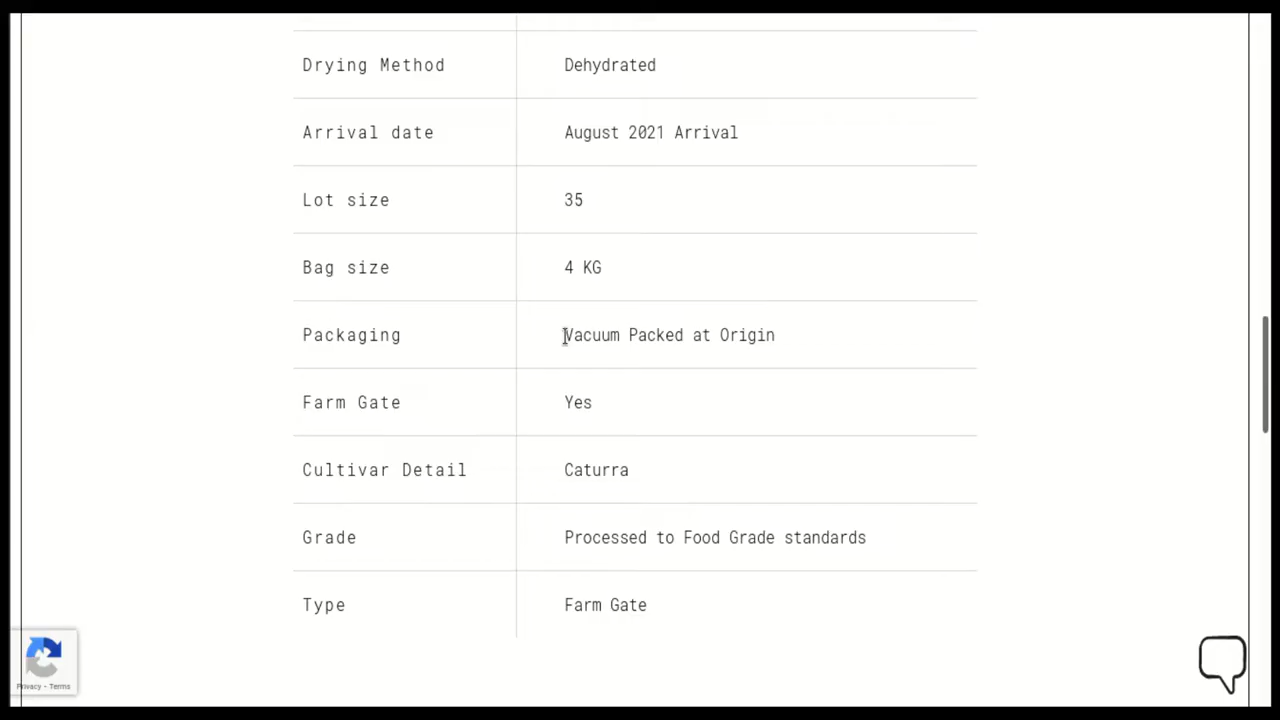 Drying Method Dehydrated
Arrival date August 2021 Arrival
Lot size 35
Bag size 4 KG
Packaging Vacuum Packed at Origin
Farm Gate Yes
Cultivar Detail Caturra
Grade Processed to Food Grade standards
Type Farm Gate
Privacy - Terms